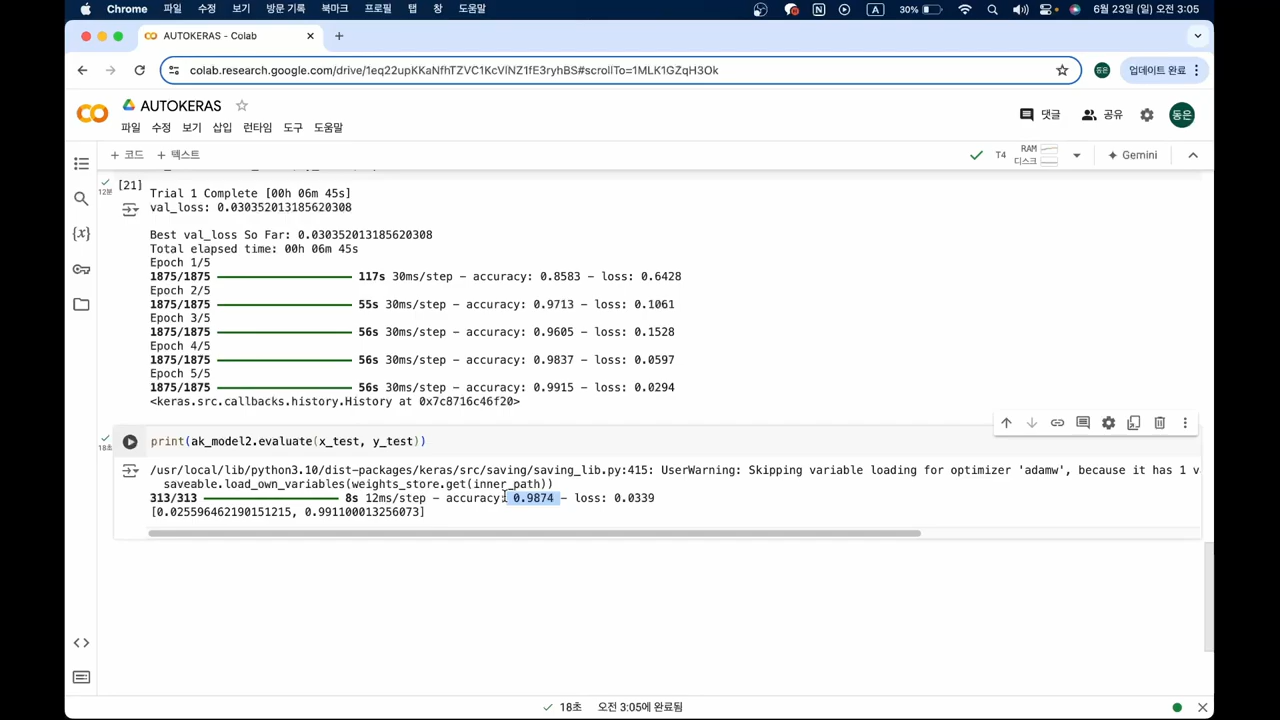 Chrome 파일 수정 보기 방문 기록 북마크 프로필 탭 창 도움말 A 30% 6월 23일 (일) 오전 3:05
AUTOKERAS - Colab
colab.research.google.com/drive/1eq22upKKaNfhTZVC1KcVlNZ1fE3ryhBS#scrollTo=1MLK1GZqH3Ok 동은 업데이트 완료
AUTOKERAS
댓글 공유 동은
파일 수정 보기 삽입 런타임 도구 도움말
+ 코드 + 텍스트 T4 RAM 디스크 Gemini
[21]
12분
Trial 1 Complete [00h 06m 45s]
val_loss: 0.030352013185620308
Best val_loss So Far: 0.030352013185620308
Total elapsed time: 00h 06m 45s
Epoch 1/5
1875/1875 117s 30ms/step - accuracy: 0.8583 - loss: 0.6428
Epoch 2/5
1875/1875 55s 30ms/step - accuracy: 0.9713 - loss: 0.1061
Epoch 3/5
1875/1875 56s 30ms/step - accuracy: 0.9605 - loss: 0.1528
Epoch 4/5
1875/1875 56s 30ms/step - accuracy: 0.9837 - loss: 0.0597
Epoch 5/5
1875/1875 56s 30ms/step - accuracy: 0.9915 - loss: 0.0294
<keras.src.callbacks.history.History at 0x7c8716c46f20>
18초
print(ak_model2.evaluate(x_test, y_test))
/usr/local/lib/python3.10/dist-packages/keras/src/saving/saving_lib.py:415: UserWarning: Skipping variable loading for optimizer 'adamw', because it has 1 v
saveable.load_own_variables(weights_store.get(inner_path))
313/313 8s 12ms/step - accuracy: 0.9874 - loss: 0.0339
[0.025596462190151215, 0.991100013256073]
18초 오전 3:05에 완료됨